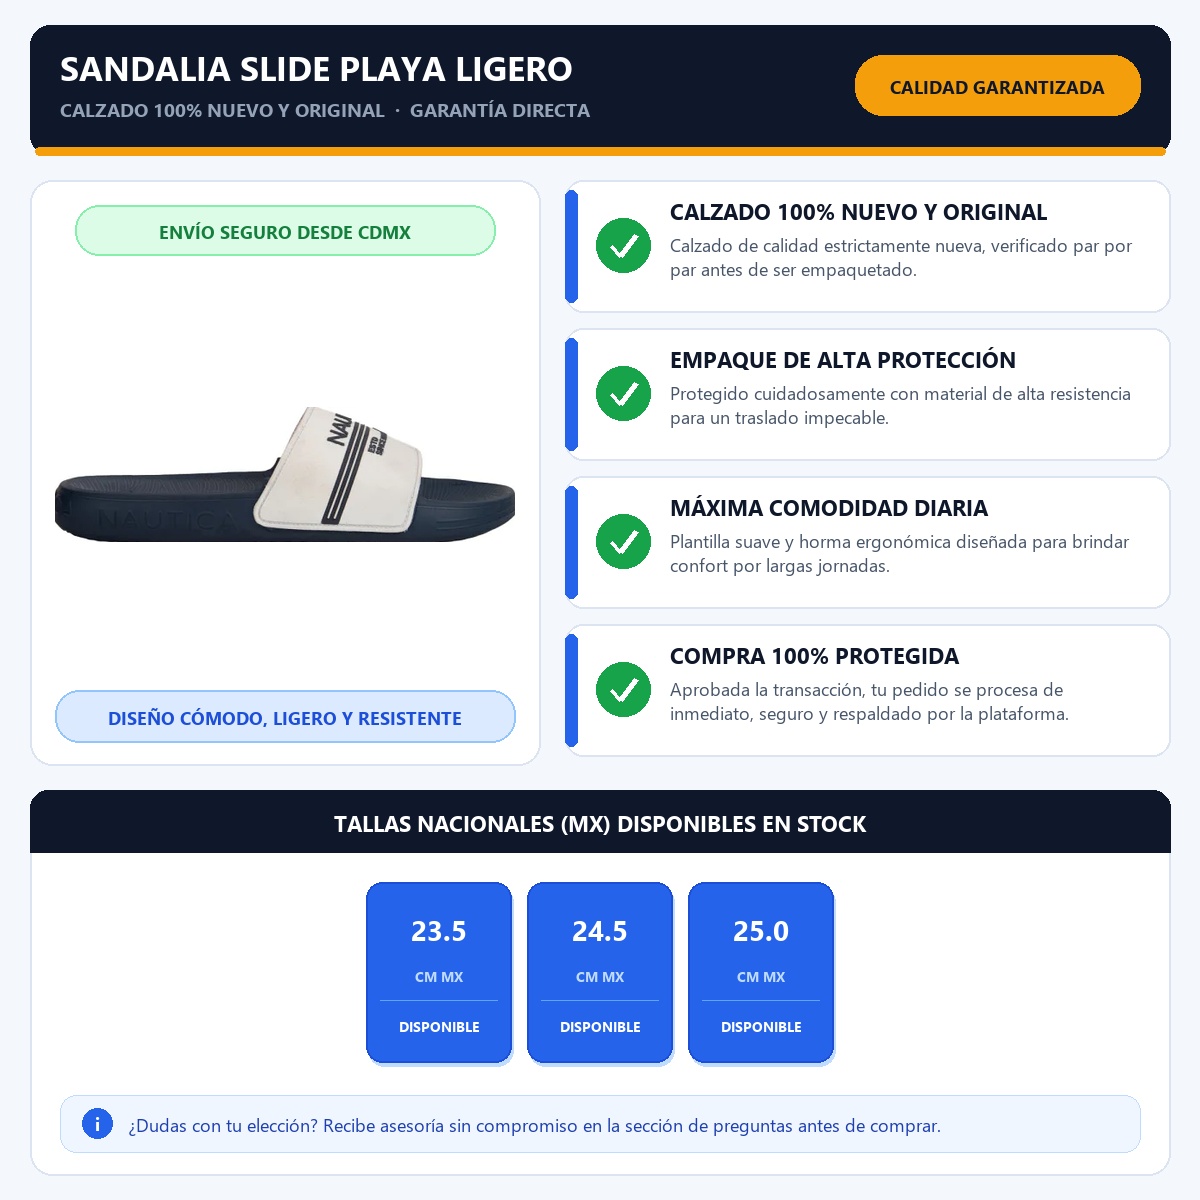 SANDALIA SLIDE PLAYA LIGERO
CALZADO 100% NUEVO Y ORIGINAL · GARANTÍA DIRECTA
CALIDAD GARANTIZADA
ENVÍO SEGURO DESDE CDMX
NAUTICA
DISEÑO CÓMODO, LIGERO Y RESISTENTE
CALZADO 100% NUEVO Y ORIGINAL
Calzado de calidad estrictamente nueva, verificado par por
par antes de ser empaquetado.
EMPAQUE DE ALTA PROTECCIÓN
Protegido cuidadosamente con material de alta resistencia
para un traslado impecable.
MÁXIMA COMODIDAD DIARIA
Plantilla suave y horma ergonómica diseñada para brindar
confort por largas jornadas.
COMPRA 100% PROTEGIDA
Aprobada la transacción, tu pedido se procesa de
inmediato, seguro y respaldado por la plataforma.
TALLAS NACIONALES (MX) DISPONIBLES EN STOCK
23.5
CM MX
DISPONIBLE
24.5
CM MX
DISPONIBLE
25.0
CM MX
DISPONIBLE
¿Dudas con tu elección? Recibe asesoría sin compromiso en la sección de preguntas antes de comprar.